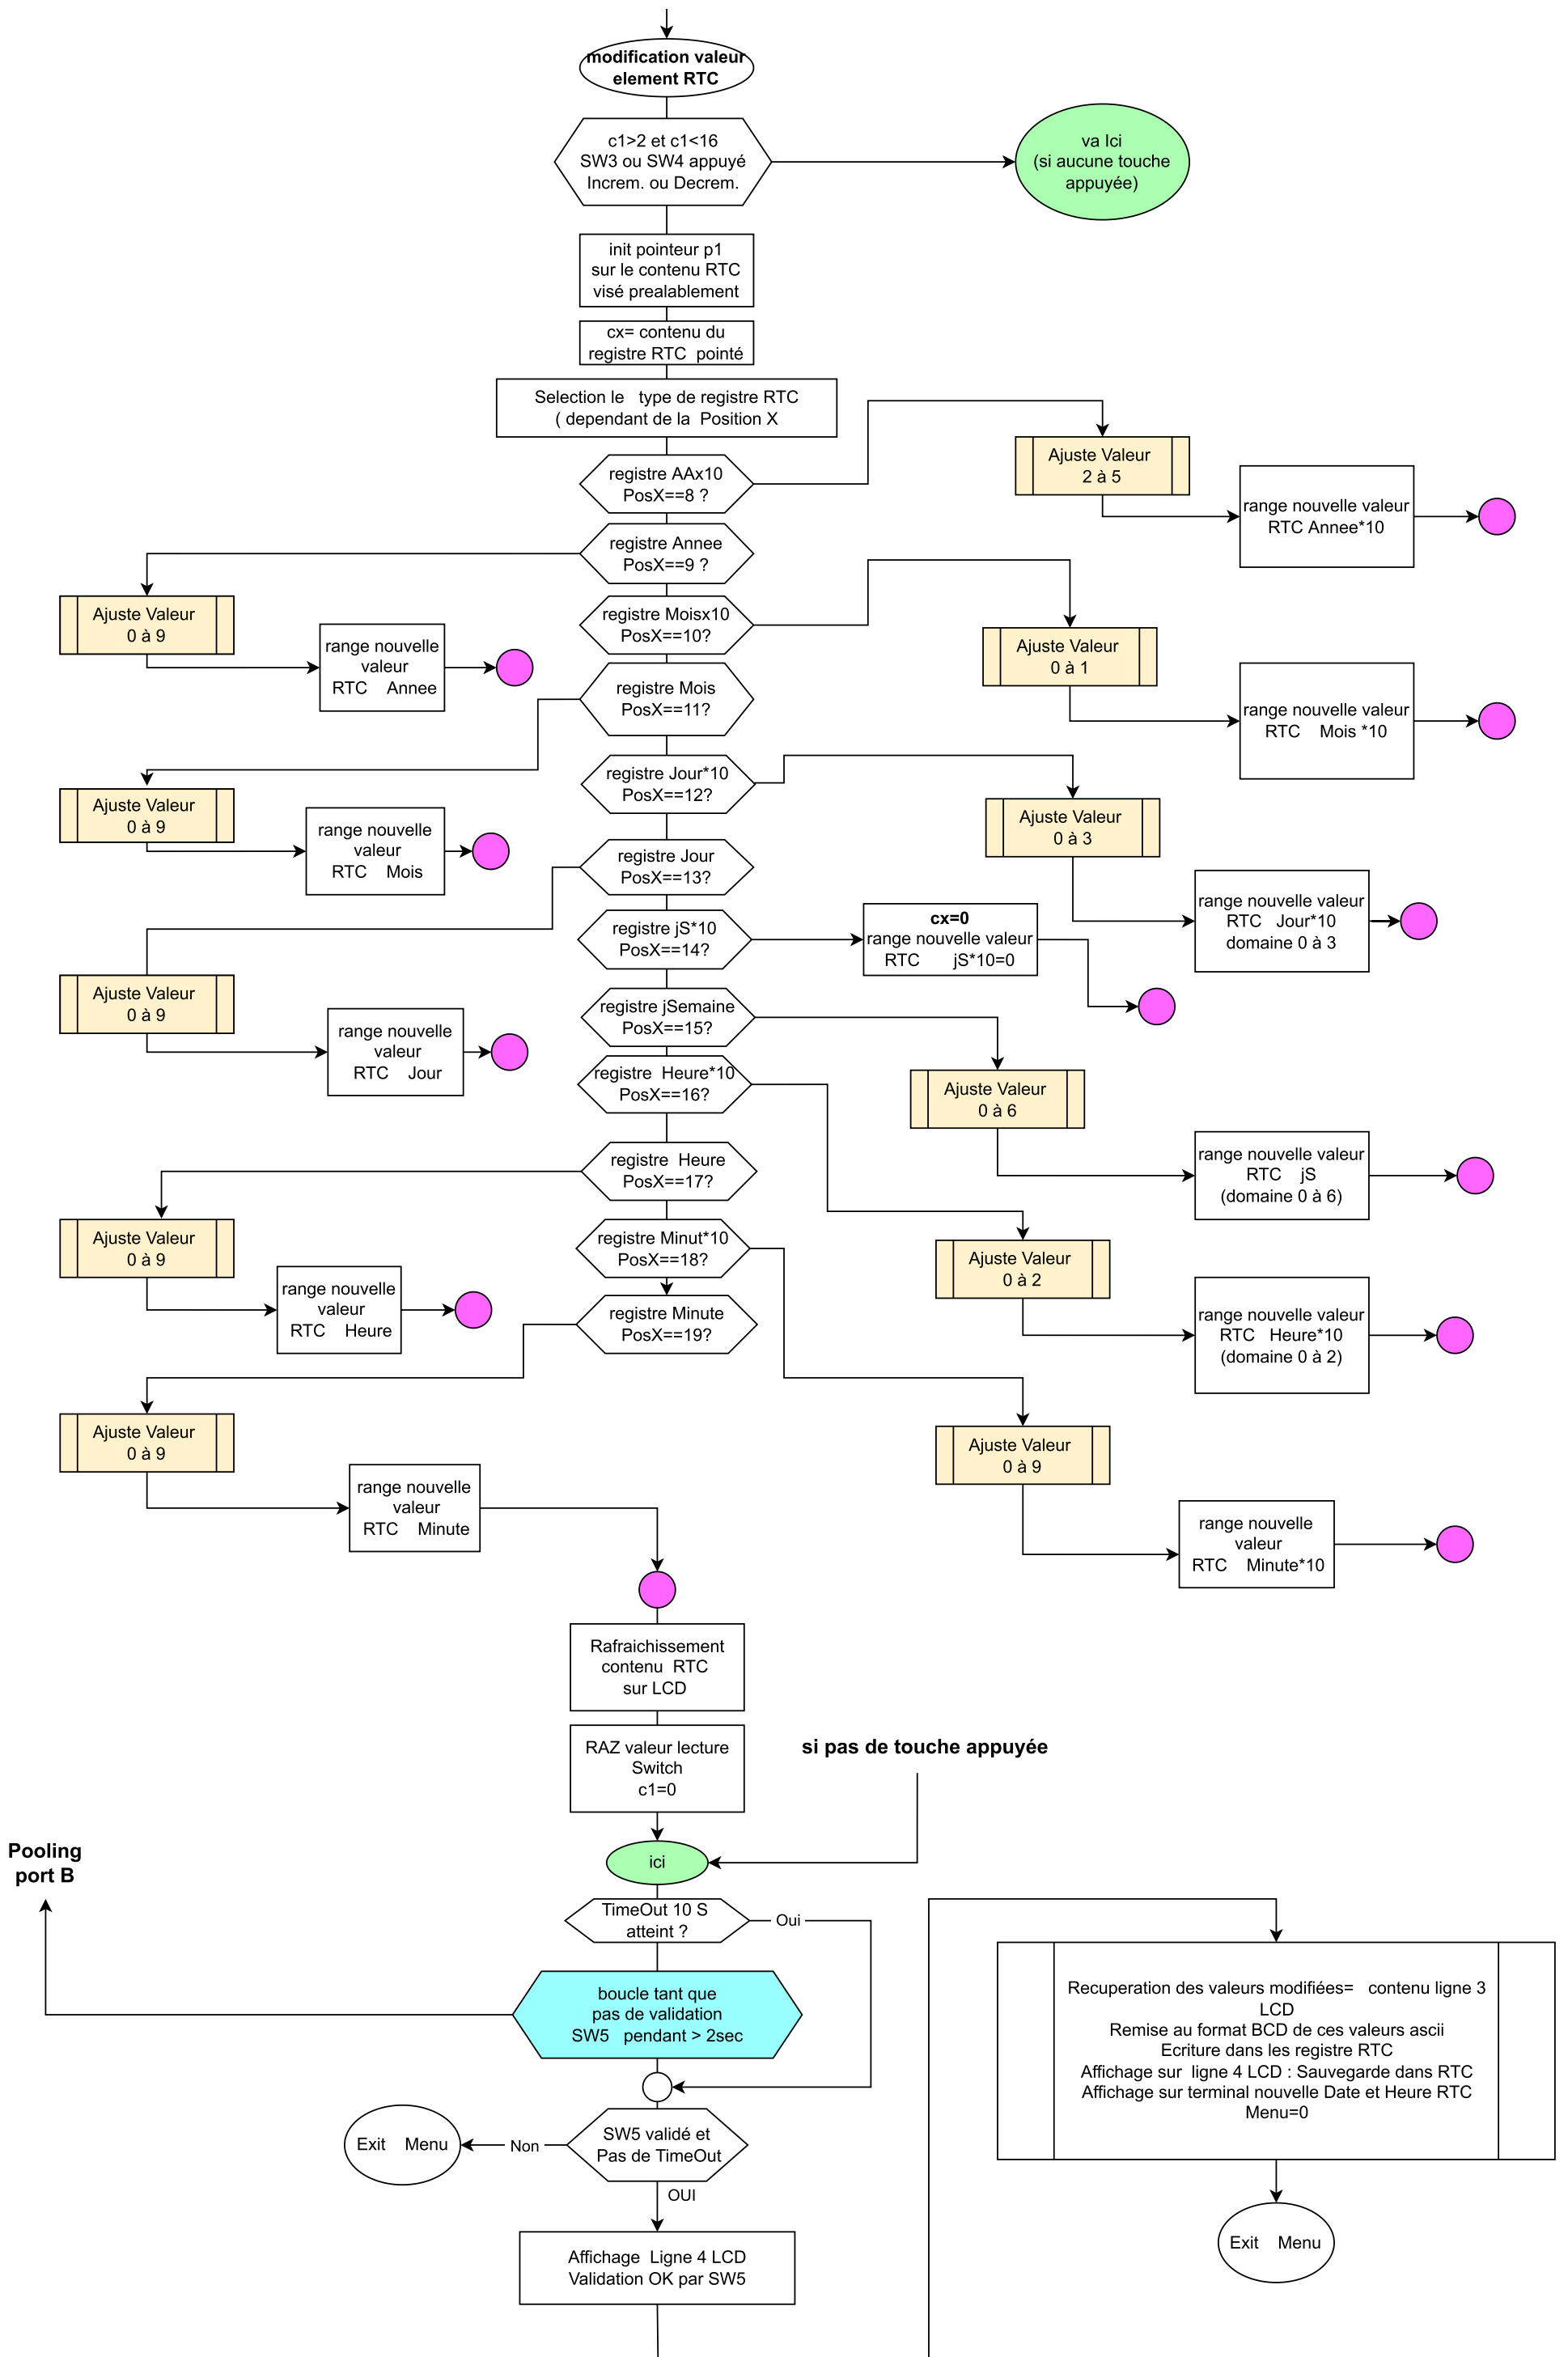 modification valeur
element RTC
c1>2 et c1<16
SW3 ou SW4 appuyé
Increm. ou Decrem.
va Ici
(si aucune touche
appuyée)
init pointeur p1
sur le contenu RTC
visé prealablement
cx= contenu du
registre RTC pointé
Selection le type de registre RTC
( dependant de la Position X
registre AAx10
PosX==8 ?
Ajuste Valeur
2 à 5
range nouvelle valeur
RTC Annee*10
registre Annee
PosX==9 ?
Ajuste Valeur
0 à 9
range nouvelle
valeur
RTC Annee
registre Moisx10
PosX==10?
Ajuste Valeur
0 à 1
range nouvelle valeur
RTC Mois *10
registre Mois
PosX==11?
Ajuste Valeur
0 à 9
range nouvelle
valeur
RTC Mois
registre Jour*10
PosX==12?
Ajuste Valeur
0 à 3
range nouvelle valeur
RTC Jour*10
domaine 0 à 3
registre Jour
PosX==13?
Ajuste Valeur
0 à 9
range nouvelle
valeur
RTC Jour
registre jS*10
PosX==14?
cx=0
range nouvelle valeur
RTC jS*10=0
registre jSemaine
PosX==15?
Ajuste Valeur
0 à 6
range nouvelle valeur
RTC jS
(domaine 0 à 6)
registre Heure*10
PosX==16?
Ajuste Valeur
0 à 2
range nouvelle valeur
RTC Heure*10
(domaine 0 à 2)
registre Heure
PosX==17?
Ajuste Valeur
0 à 9
range nouvelle
valeur
RTC Heure
registre Minut*10
PosX==18?
Ajuste Valeur
0 à 9
range nouvelle
valeur
RTC Minute*10
registre Minute
PosX==19?
Ajuste Valeur
0 à 9
range nouvelle
valeur
RTC Minute
Rafraichissement
contenu RTC
sur LCD
RAZ valeur lecture
Switch
c1=0
si pas de touche appuyée
ici
Pooling
port B
TimeOut 10 S
atteint ?
Oui
boucle tant que
pas de validation
SW5 pendant > 2sec
SW5 validé et
Pas de TimeOut
Non
Exit Menu
OUI
Affichage Ligne 4 LCD
Validation OK par SW5
Recuperation des valeurs modifiées= contenu ligne 3
LCD
Remise au format BCD de ces valeurs ascii
Ecriture dans les registre RTC
Affichage sur ligne 4 LCD : Sauvegarde dans RTC
Affichage sur terminal nouvelle Date et Heure RTC
Menu=0
Exit Menu